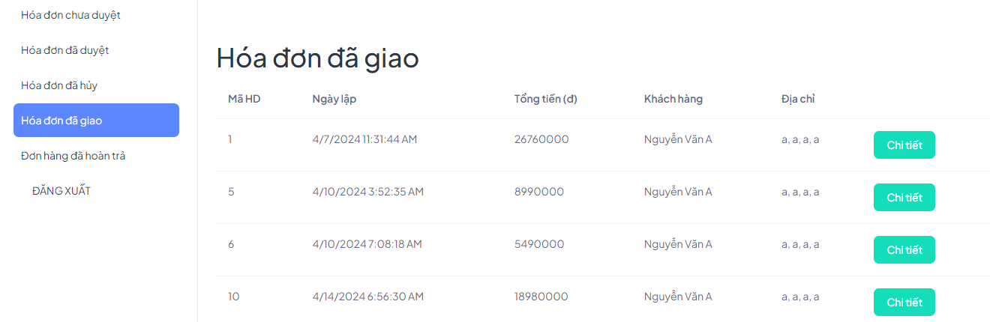 Hóa đơn chưa duyệt
Hóa đơn đã duyệt
Hóa đơn đã hủy
Hóa đơn đã giao
Đơn hàng đã hoàn trả
ĐĂNG XUẤT
Hóa đơn đã giao
Mã HD Ngày lập Tổng tiền (đ) Khách hàng Địa chỉ
1 4/7/2024 11:31:44 AM 26760000 Nguyễn Văn A a, a, a, a Chi tiết
5 4/10/2024 3:52:35 AM 8990000 Nguyễn Văn A a, a, a, a Chi tiết
6 4/10/2024 7:08:18 AM 5490000 Nguyễn Văn A a, a, a, a Chi tiết
10 4/14/2024 6:56:30 AM 18980000 Nguyễn Văn A a, a, a, a Chi tiết